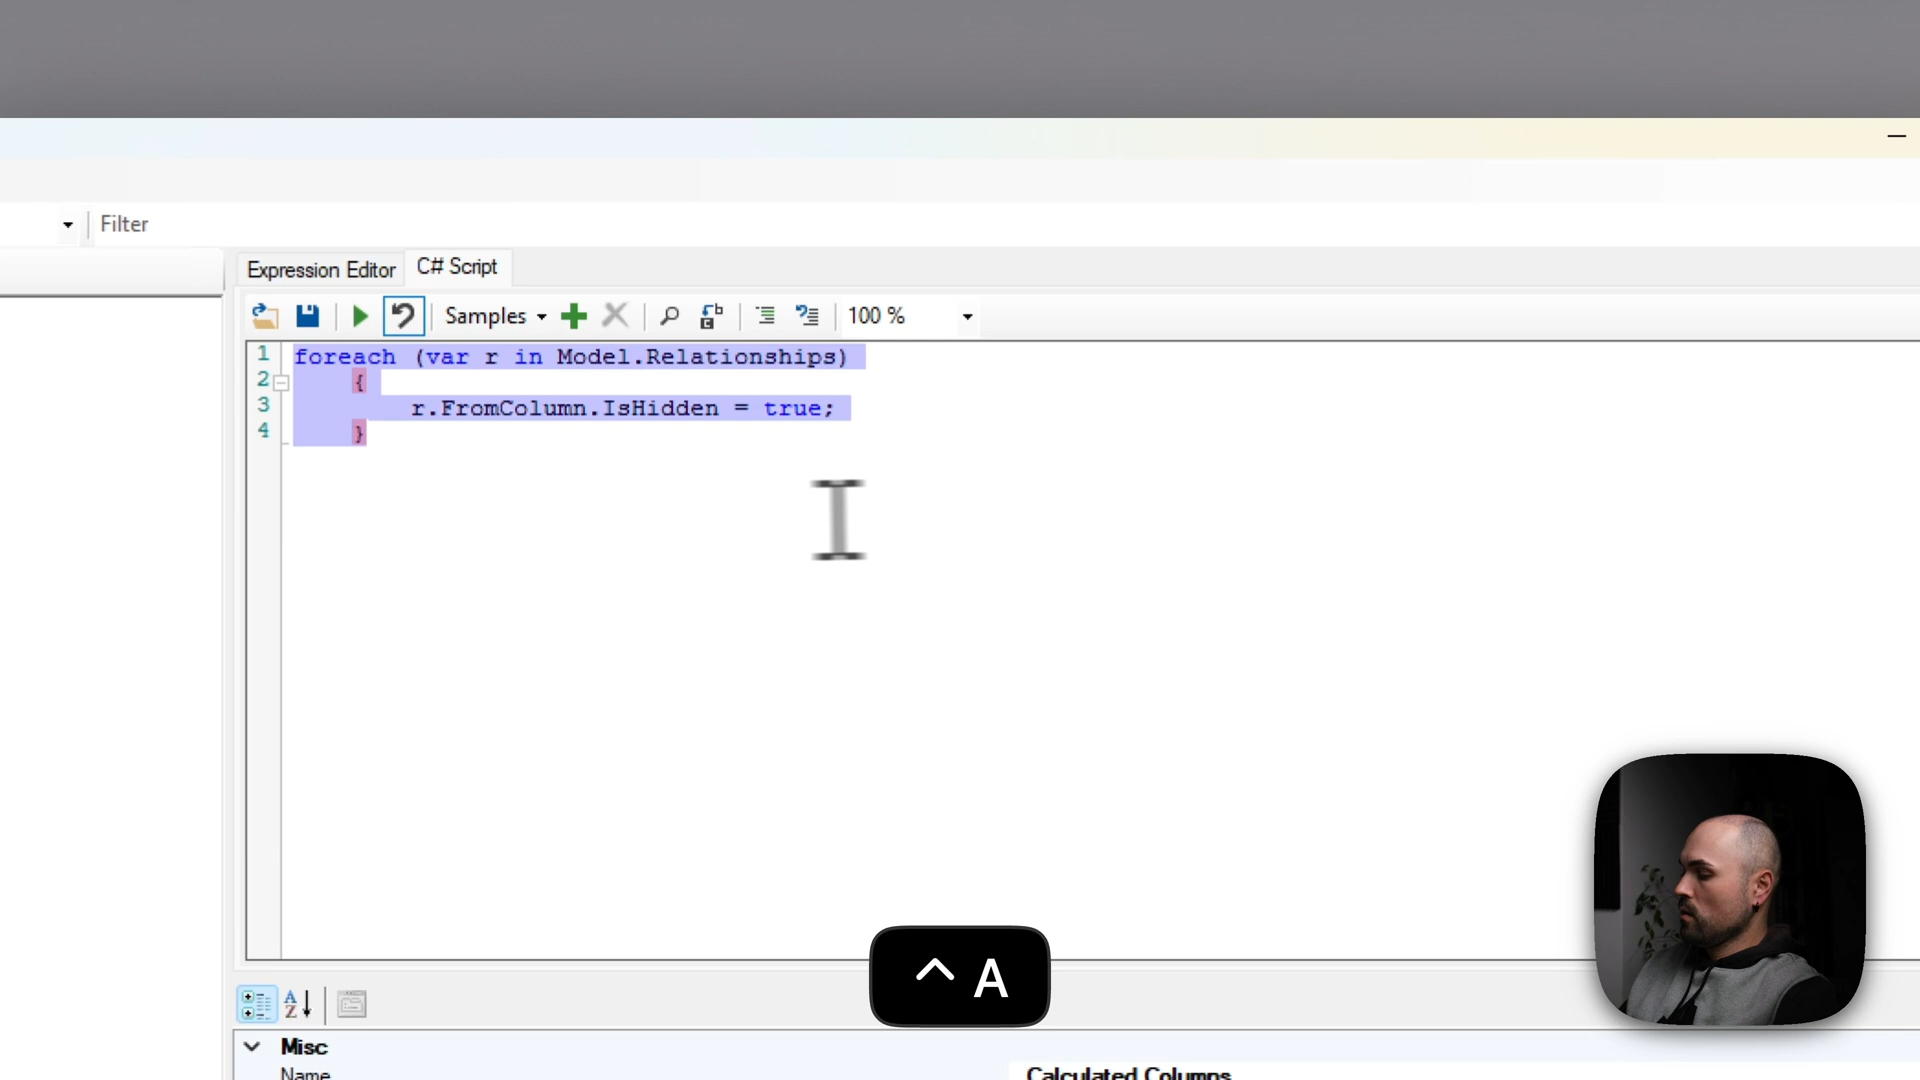 Filter
Expression Editor C# Script
Samples 100 %
1 foreach (var r in Model.Relationships)
2 {
3 r.FromColumn.IsHidden = true;
4 }
^ A
Misc
Name
Calculated Columns